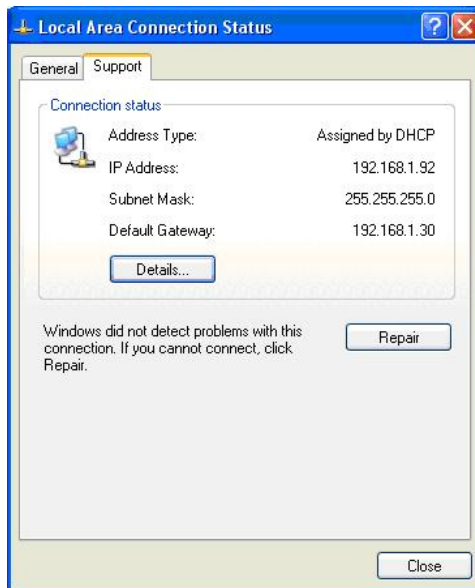 Local Area Connection Status
General Support
Connection status
Address Type: Assigned by DHCP
IP Address: 192.168.1.92
Subnet Mask: 255.255.255.0
Default Gateway: 192.168.1.30
Details...
Windows did not detect problems with this
connection. If you cannot connect, click
Repair.
Repair
Close